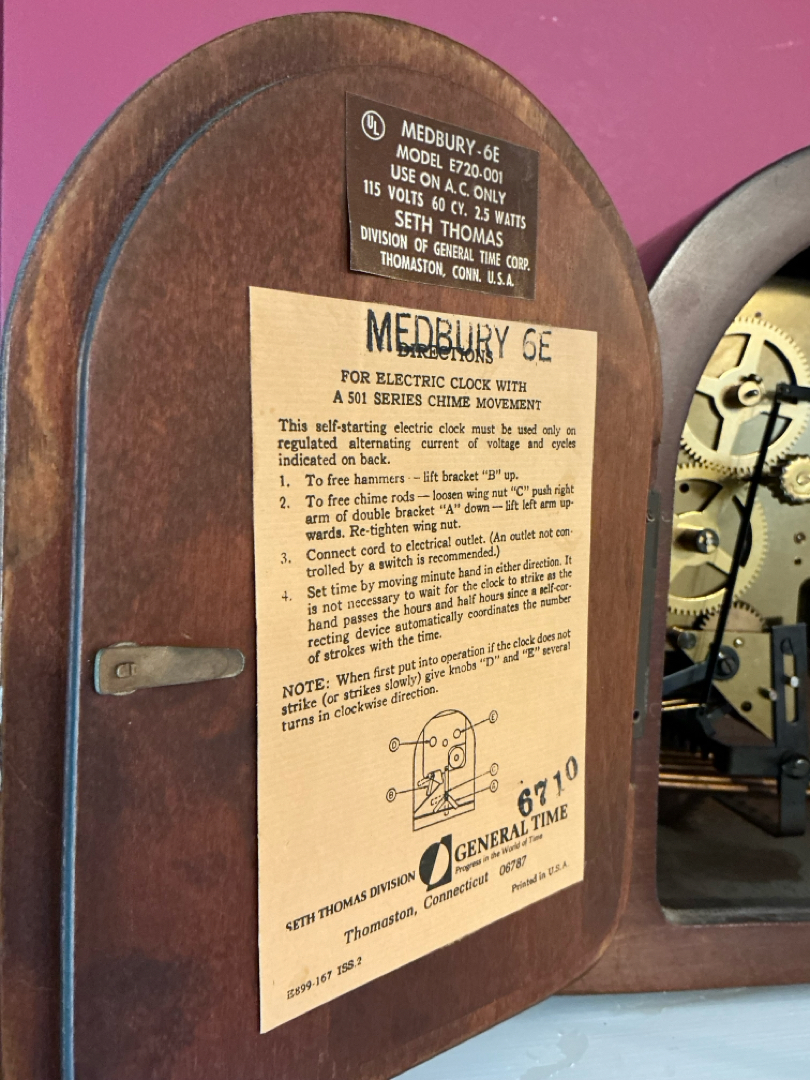 UL
MEDBURY-6E
MODEL E720-001
USE ON A.C. ONLY
115 VOLTS 60 CY. 2.5 WATTS
SETH THOMAS
DIVISION OF GENERAL TIME CORP.
THOMASTON, CONN. U.S.A.
MEDBURY 6E
DIRECTIONS
FOR ELECTRIC CLOCK WITH
A 501 SERIES CHIME MOVEMENT
This self-starting electric clock must be used only on
regulated alternating current of voltage and cycles
indicated on back.
1. To free hammers -- lift bracket "B" up.
2. To free chime rods — loosen wing nut "C" push right
arm of double bracket "A" down — lift left arm up-
wards. Re-tighten wing nut.
3. Connect cord to electrical outlet. (An outlet not con-
trolled by a switch is recommended.)
4. Set time by moving minute hand in either direction. It
is not necessary to wait for the clock to strike as the
hand passes the hours and half hours since a self-cor-
recting device automatically coordinates the number
of strokes with the time.
NOTE: When first put into operation if the clock does not
strike (or strikes slowly) give knobs "D" and "E" several
turns in clockwise direction.
D
E
B
C
A
6710
GENERAL TIME
Progress in the World of Time
SETH THOMAS DIVISION
Thomaston, Connecticut 06787
Printed in U.S.A.
E899-167 ISS.2